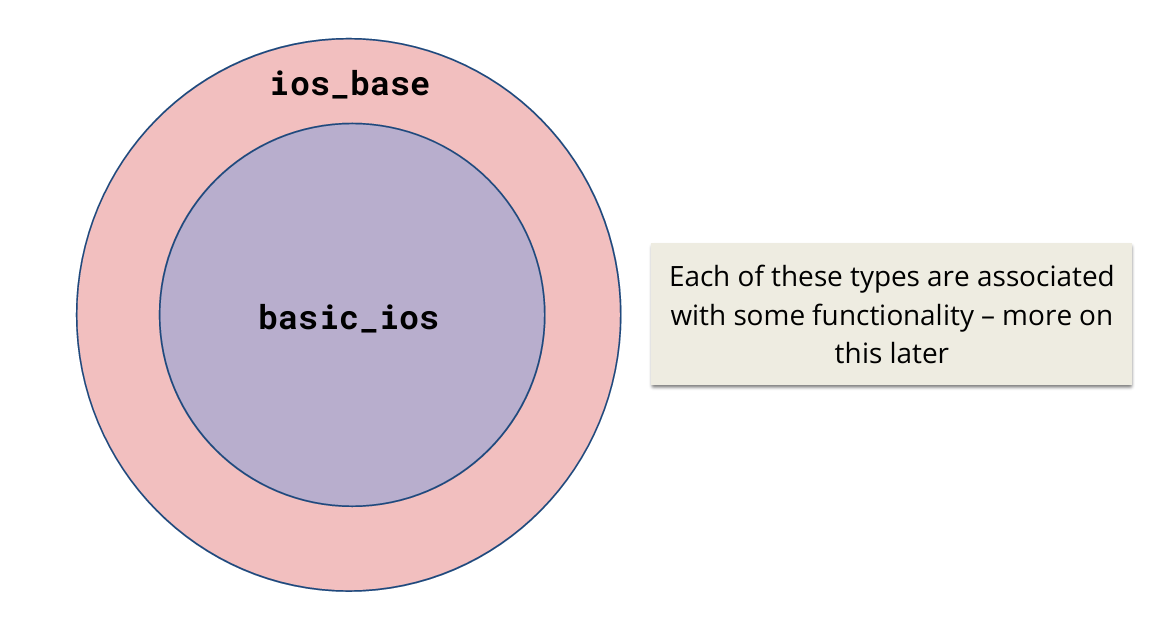 ios_base
basic_ios
Each of these types are associated
with some functionality – more on
this later